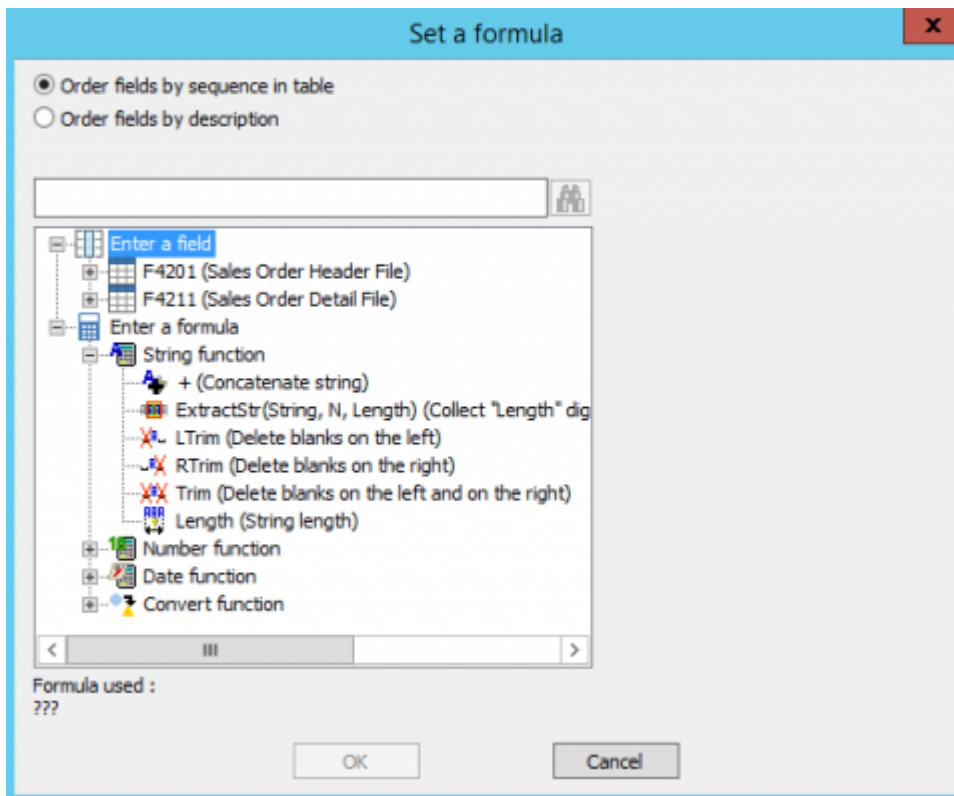 Set a formula
x
Order fields by sequence in table
Order fields by description
Enter a field
F4201 (Sales Order Header File)
F4211 (Sales Order Detail File)
Enter a formula
String function
+ (Concatenate string)
ExtractStr(String, N, Length) (Collect "Length" dig
LTrim (Delete blanks on the left)
RTrim (Delete blanks on the right)
Trim (Delete blanks on the left and on the right)
Length (String length)
Number function
Date function
Convert function
Formula used :
???
OK
Cancel